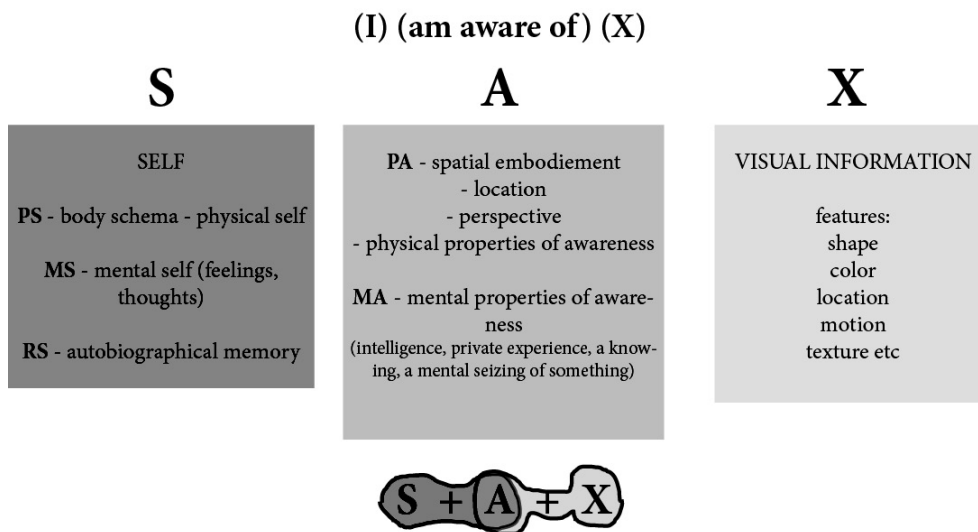 (I) (am aware of) (X)
S
SELF
PS - body schema - physical self
MS - mental self (feelings,
thoughts)
RS - autobiographical memory
A
PA - spatial embodiement
- location
- perspective
- physical properties of awareness
MA - mental properties of aware-
ness
(intelligence, private experience, a know-
ing, a mental seizing of something)
X
VISUAL INFORMATION
features:
shape
color
location
motion
texture etc
S + A + X